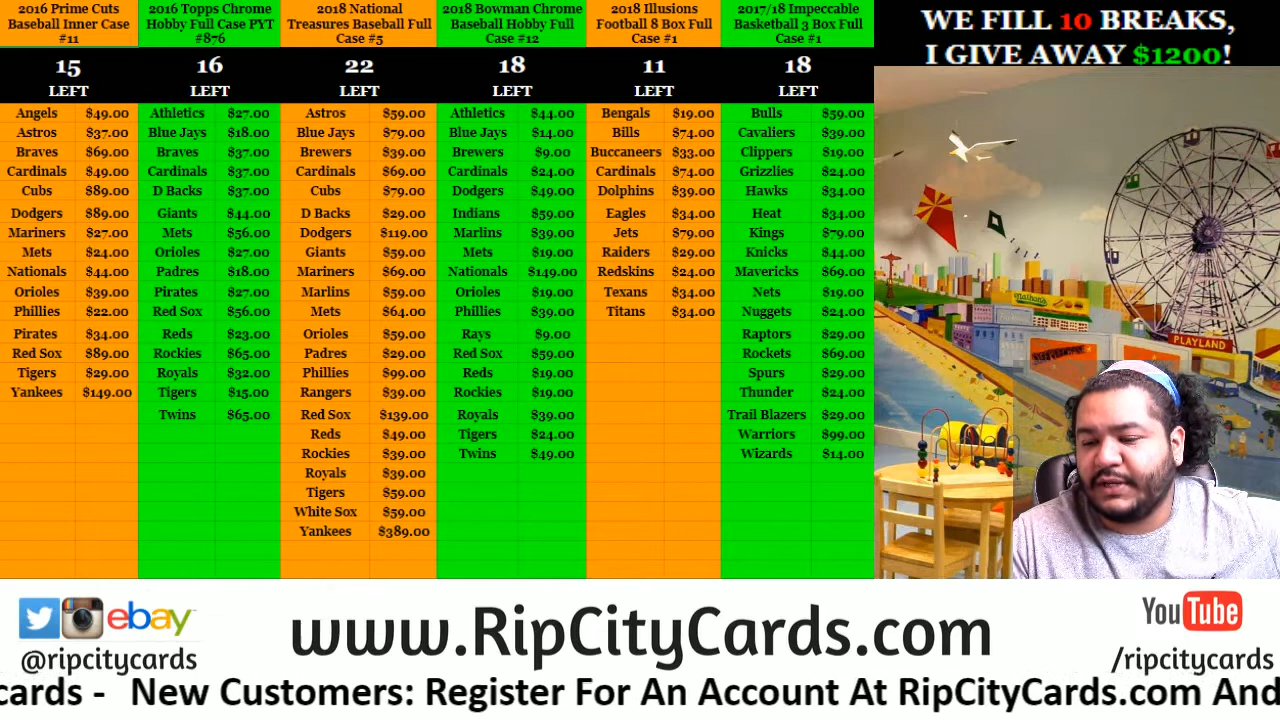 2016 Prime Cuts
Baseball Inner Case
#11
15
LEFT
Angels $49.00
Astros $37.00
Braves $69.00
Cardinals $49.00
Cubs $89.00
Dodgers $89.00
Mariners $27.00
Mets $24.00
Nationals $44.00
Orioles $39.00
Phillies $22.00
Pirates $34.00
Red Sox $89.00
Tigers $29.00
Yankees $149.00
2016 Topps Chrome
Hobby Full Case PYT
#876
16
LEFT
Athletics $27.00
Blue Jays $18.00
Braves $37.00
Cardinals $37.00
D Backs $37.00
Giants $44.00
Mets $56.00
Orioles $27.00
Padres $18.00
Pirates $27.00
Red Sox $56.00
Reds $23.00
Rockies $65.00
Royals $32.00
Tigers $15.00
Twins $65.00
2018 National
Treasures Baseball Full
Case #5
22
LEFT
Astros $59.00
Blue Jays $79.00
Brewers $39.00
Cardinals $69.00
Cubs $79.00
D Backs $29.00
Dodgers $119.00
Giants $59.00
Mariners $69.00
Marlins $59.00
Mets $64.00
Orioles $59.00
Padres $29.00
Phillies $99.00
Rangers $39.00
Red Sox $139.00
Reds $49.00
Rockies $39.00
Royals $39.00
Tigers $59.00
White Sox $59.00
Yankees $389.00
2018 Bowman Chrome
Baseball Hobby Full
Case #12
18
LEFT
Athletics $44.00
Blue Jays $14.00
Brewers $9.00
Cardinals $24.00
Dodgers $49.00
Indians $59.00
Marlins $39.00
Mets $19.00
Nationals $149.00
Orioles $19.00
Phillies $39.00
Rays $9.00
Red Sox $59.00
Reds $19.00
Rockies $19.00
Royals $39.00
Tigers $24.00
Twins $49.00
2018 Illusions
Football 8 Box Full
Case #1
11
LEFT
Bengals $19.00
Bills $74.00
Buccaneers $33.00
Cardinals $74.00
Dolphins $39.00
Eagles $34.00
Jets $79.00
Raiders $29.00
Redskins $24.00
Texans $34.00
Titans $34.00
2017/18 Impeccable
Basketball 3 Box Full
Case #1
18
LEFT
Bulls $59.00
Cavaliers $39.00
Clippers $19.00
Grizzlies $24.00
Hawks $34.00
Heat $34.00
Kings $79.00
Knicks $44.00
Mavericks $69.00
Nets $19.00
Nuggets $24.00
Raptors $29.00
Rockets $69.00
Spurs $29.00
Thunder $24.00
Trail Blazers $29.00
Warriors $99.00
Wizards $14.00
WE FILL 10 BREAKS,
I GIVE AWAY $1200!
Nathan's
PLAYLAND
ebay
@ripcitycards
www.RipCityCards.com
YouTube
/ripcitycards
cards - New Customers: Register For An Account At RipCityCards.com And